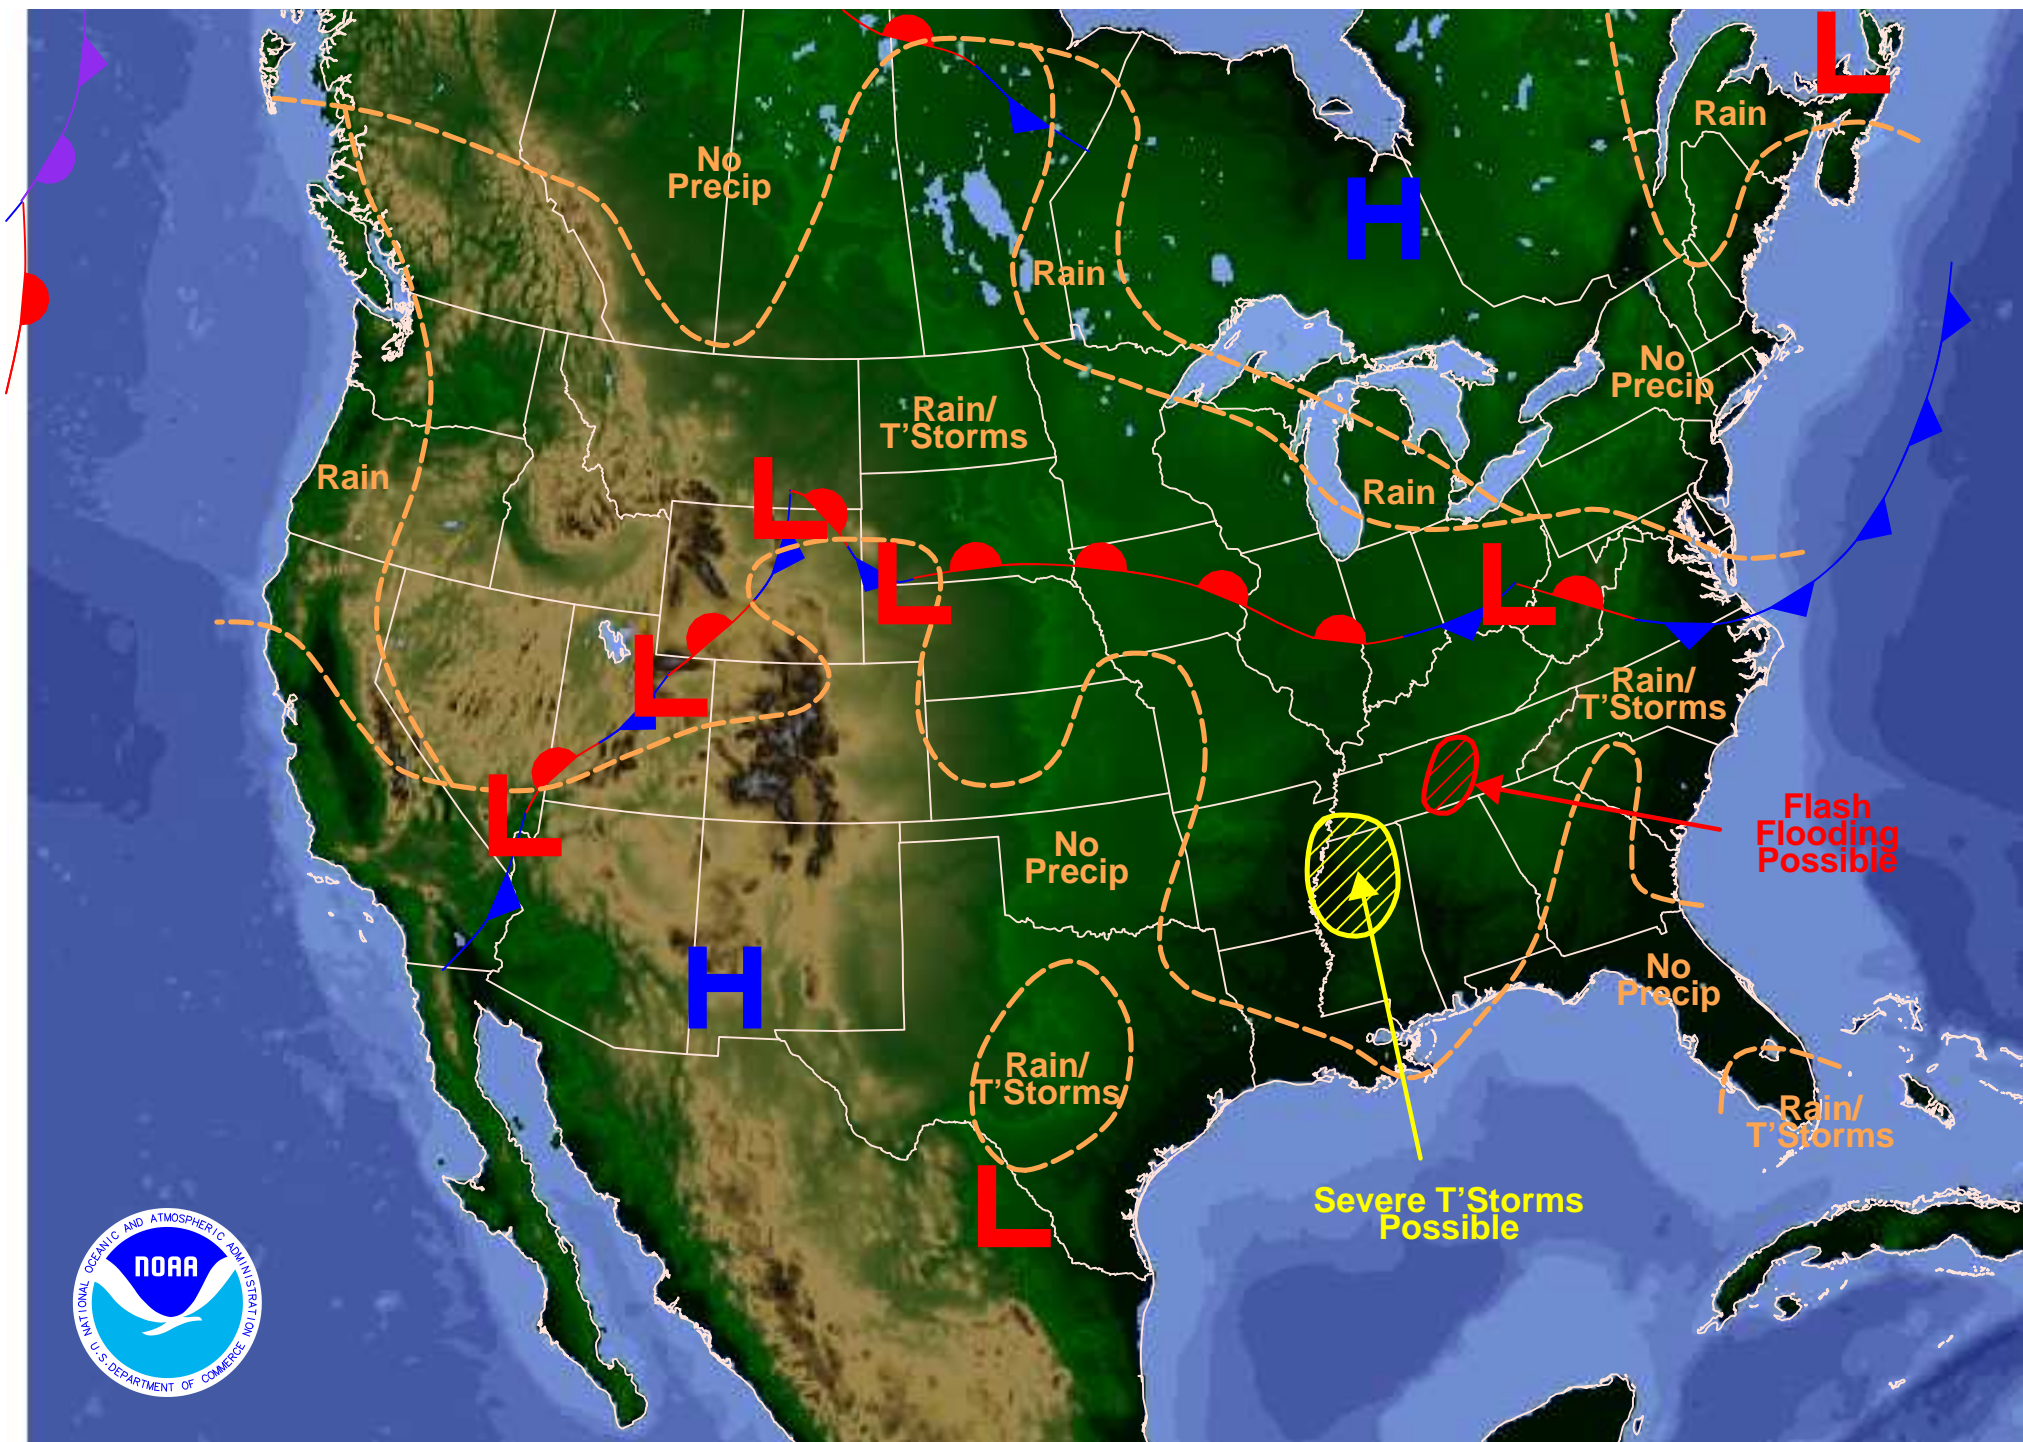 L
Rain
No
Precip
H
Rain
No
Precip
Rain/
T'Storms
Rain
L
Rain
L
L
L
Rain/
T'Storms
L
Flash
Flooding
Possible
No
Precip
H
No
Precip
Rain/
T'Storms
Rain/
T'Storms
L
Severe T'Storms
Possible
NATIONAL OCEANIC AND ATMOSPHERIC ADMINISTRATION
NOAA
U.S. DEPARTMENT OF COMMERCE